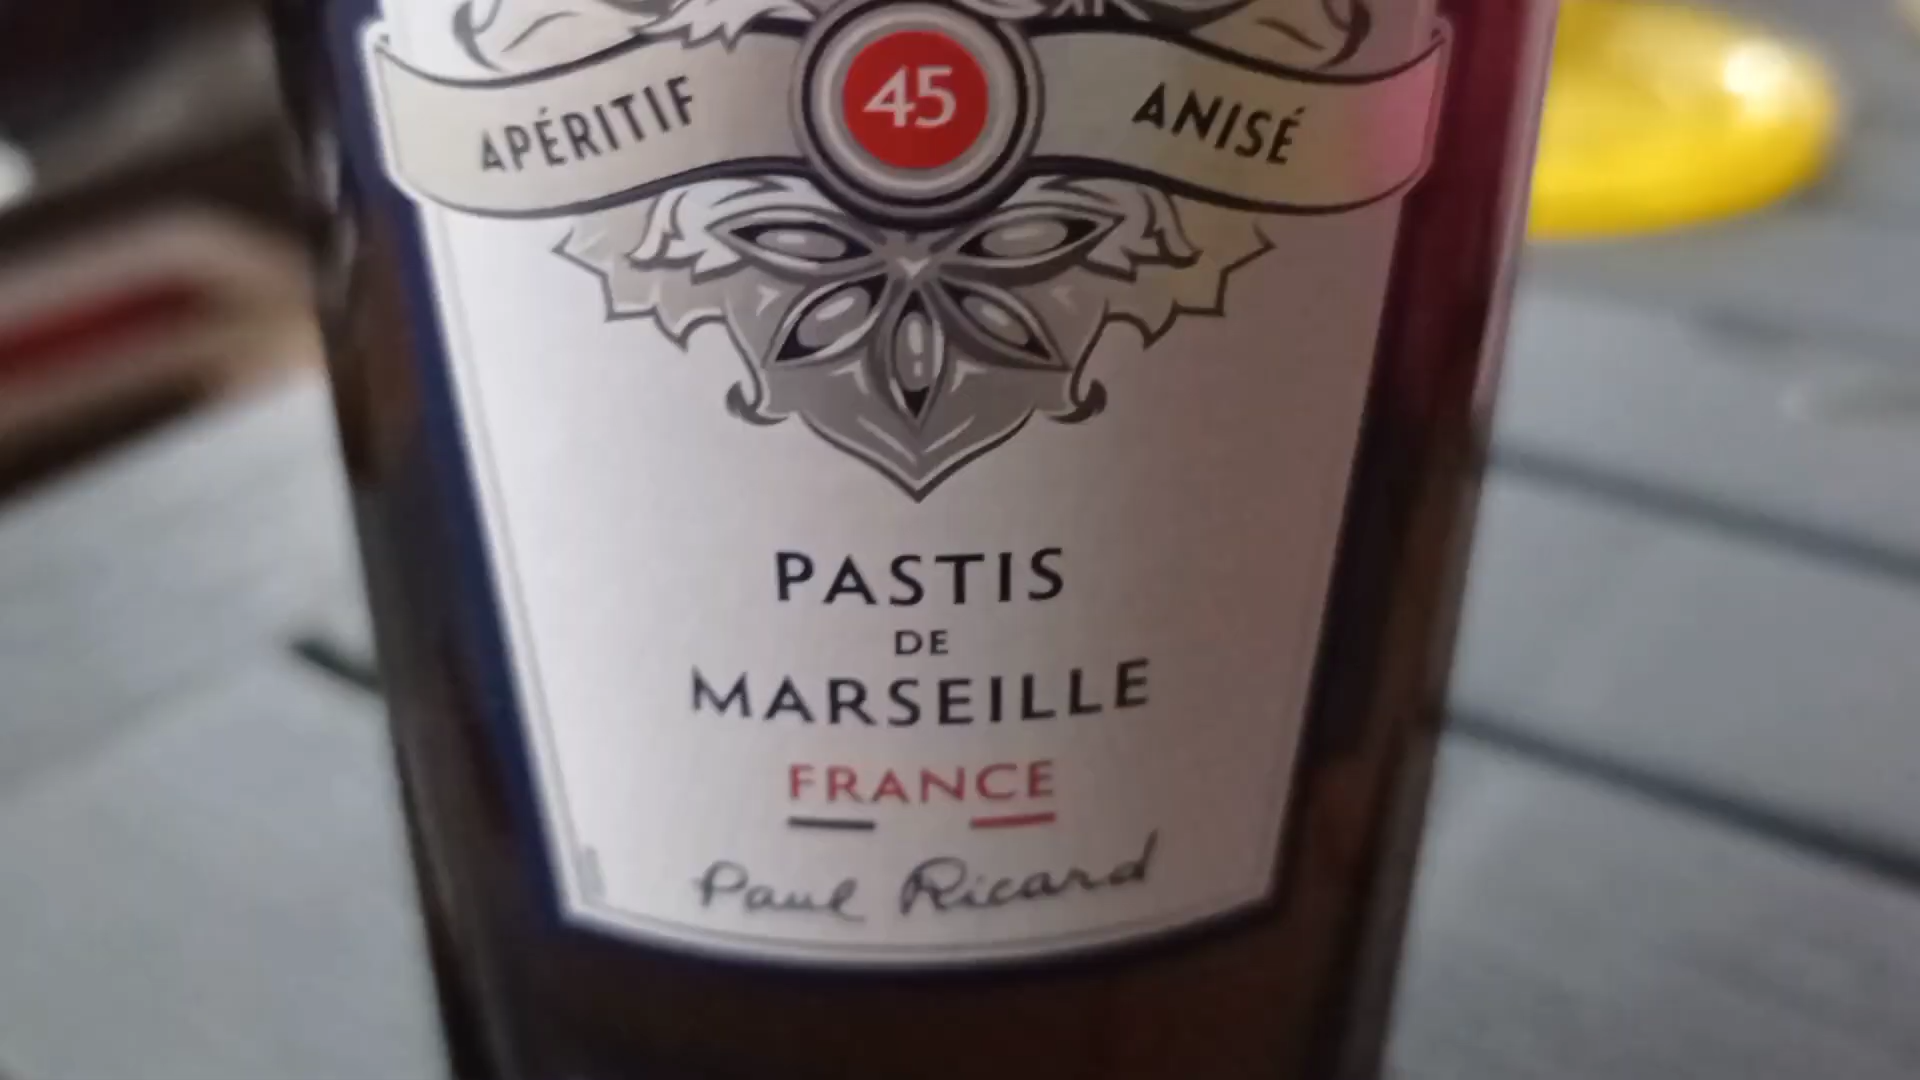 APÉRITIF 45 ANISÉ
PASTIS
DE
MARSEILLE
FRANCE
Paul Ricard